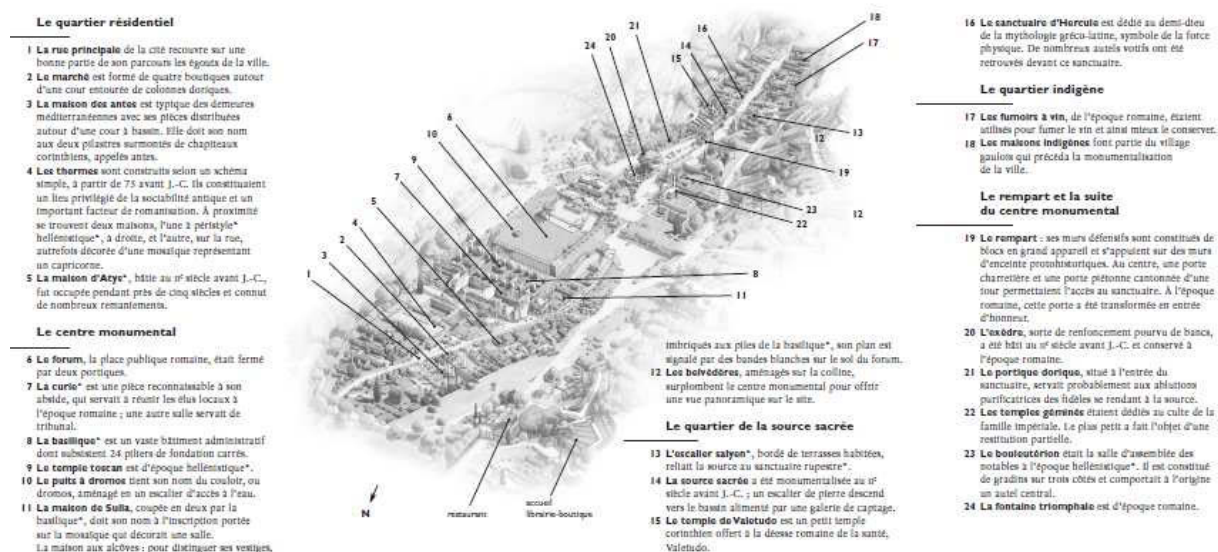 Le quartier résidentiel
1 La rue principale de la cité recouvre sur une
bonne partie de son parcours les égouts de la ville.
2 Le marché est formé de quatre boutiques autour
d'une cour entourée de colonnes doriques.
3 La maison des antes est typique des demeures
méditerranéennes avec ses pièces distribuées
autour d'une cour à bassin. Elle doit son nom
aux deux pilastres surmontés de chapiteaux
corinthiens, appelés antes.
4 Les thermes sont construits selon un schéma
simple, à partir de 75 avant J.-C. Ils constituaient
un lieu privilégié de la sociabilité antique et un
important facteur de romanisation. À proximité
se trouvent deux maisons, l'une à péristyle*
hellénistique*, à droite, et l'autre, sur la rue,
autrefois décorée d'une mosaïque représentant
un capricorne.
5 La maison d'Atys*, bâtie au IIe siècle avant J.-C.,
fut occupée pendant près de cinq siècles et connut
de nombreux remaniements.
Le centre monumental
6 Le forum, la place publique romaine, était fermé
par deux portiques.
7 La curie* est une pièce reconnaissable à son
abside, qui servait à réunir les élus locaux à
l'époque romaine ; une autre salle servait de
tribunal.
8 La basilique* est un vaste bâtiment administratif
dont subsistent 24 piliers de fondation carrés.
9 Le temple toscan est d'époque hellénistique*.
10 Le puits à dromos tient son nom du couloir, ou
dromos, aménagé en un escalier d'accès à l'eau.
11 La maison de Sulla, coupée en deux par la
basilique*, doit son nom à l'inscription portée
sur la mosaïque qui décorait une salle.
La maison aux alcôves : pour distinguer ses vestiges,
18
21
20
16
14
24
15
17
6
10
9
7
5
4
2
3
1
12
13
19
23
22
12
8
11
N
restaurant
accueil
librairie-boutique
imbriqués aux piles de la basilique*, son plan est
signalé par des bandes blanches sur le sol du forum.
12 Les belvédères, aménagés sur la colline,
surplombent le centre monumental pour offrir
une vue panoramique sur le site.
Le quartier de la source sacrée
13 L'escalier salyen*, bordé de terrasses habitées,
reliait la source au sanctuaire rupestre*.
14 La source sacrée a été monumentalisée au IIe
siècle avant J.-C. ; un escalier de pierre descend
vers le bassin alimenté par une galerie de captage.
15 Le temple de Valetudo est un petit temple
corinthien offert à la déesse romaine de la santé,
Valetudo.
16 Le sanctuaire d'Hercule est dédié au demi-dieu
de la mythologie gréco-latine, symbole de la force
physique. De nombreux autels votifs ont été
retrouvés devant ce sanctuaire.
Le quartier indigène
17 Les fumoirs à vin, de l'époque romaine, étaient
utilisés pour fumer le vin et ainsi mieux le conserver.
18 Les maisons indigènes font partie du village
gaulois qui précéda la monumentalisation
de la ville.
Le rempart et la suite
du centre monumental
19 Le rempart : ses murs défensifs sont constitués de
blocs en grand appareil et s'appuient sur des murs
d'enceinte protohistoriques. Au centre, une porte
charretière et une porte piétonne cantonnée d'une
tour permettaient l'accès au sanctuaire. À l'époque
romaine, cette porte a été transformée en entrée
d'honneur.
20 L'exèdre, sorte de renfoncement pourvu de bancs,
a été bâti au IIe siècle avant J.-C. et conservé à
l'époque romaine.
21 Le portique dorique, situé à l'entrée du
sanctuaire, servait probablement aux ablutions
purificatrices des fidèles se rendant à la source.
22 Les temples géminés étaient dédiés au culte de la
famille impériale. Le plus petit a fait l'objet d'une
restitution partielle.
23 Le bouleutérion était la salle d'assemblée des
notables à l'époque hellénistique*. Il est constitué
de gradins sur trois côtés et comportait à l'origine
un autel central.
24 La fontaine triomphale est d'époque romaine.